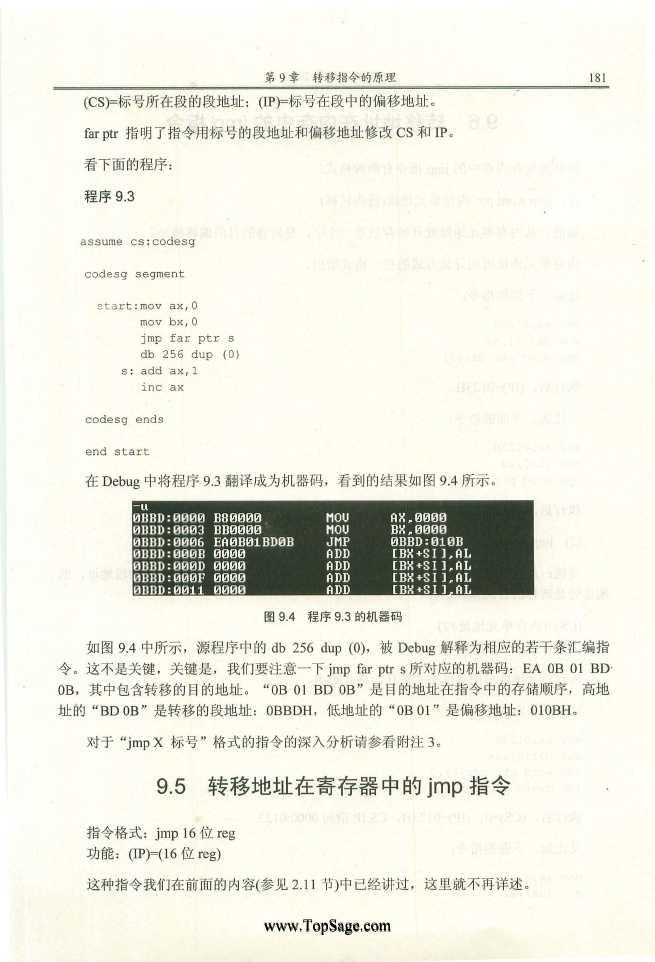 第9章 转移指令的原理 181
(CS)=标号所在段的段地址；(IP)=标号在段中的偏移地址。
far ptr 指明了指令用标号的段地址和偏移地址修改 CS 和 IP。
看下面的程序：
程序 9.3
assume cs:codesg
codesg segment
start:mov ax,0
mov bx,0
jmp far ptr s
db 256 dup (0)
s: add ax,1
inc ax
codesg ends
end start
在 Debug 中将程序 9.3 翻译成为机器码，看到的结果如图 9.4 所示。
-u
0BBD:0000 B80000 MOV AX,0000
0BBD:0003 BB0000 MOV BX,0000
0BBD:0006 EA0B01BD0B JMP 0BBD:010B
0BBD:000B 0000 ADD [BX+SI],AL
0BBD:000D 0000 ADD [BX+SI],AL
0BBD:000F 0000 ADD [BX+SI],AL
0BBD:0011 0000 ADD [BX+SI],AL
图 9.4 程序 9.3 的机器码
如图 9.4 中所示，源程序中的 db 256 dup (0)，被 Debug 解释为相应的若干条汇编指
令。这不是关键，关键是，我们要注意一下 jmp far ptr s 所对应的机器码：EA 0B 01 BD
0B，其中包含转移的目的地址。“0B 01 BD 0B”是目的地址在指令中的存储顺序，高地
址的“BD 0B”是转移的段地址：0BBDH，低地址的“0B 01”是偏移地址：010BH。
对于“jmp X 标号”格式的指令的深入分析请参看附注 3。
9.5 转移地址在寄存器中的 jmp 指令
指令格式：jmp 16 位 reg
功能：(IP)=(16 位 reg)
这种指令我们在前面的内容(参见 2.11 节)中已经讲过，这里就不再详述。
www.TopSage.com